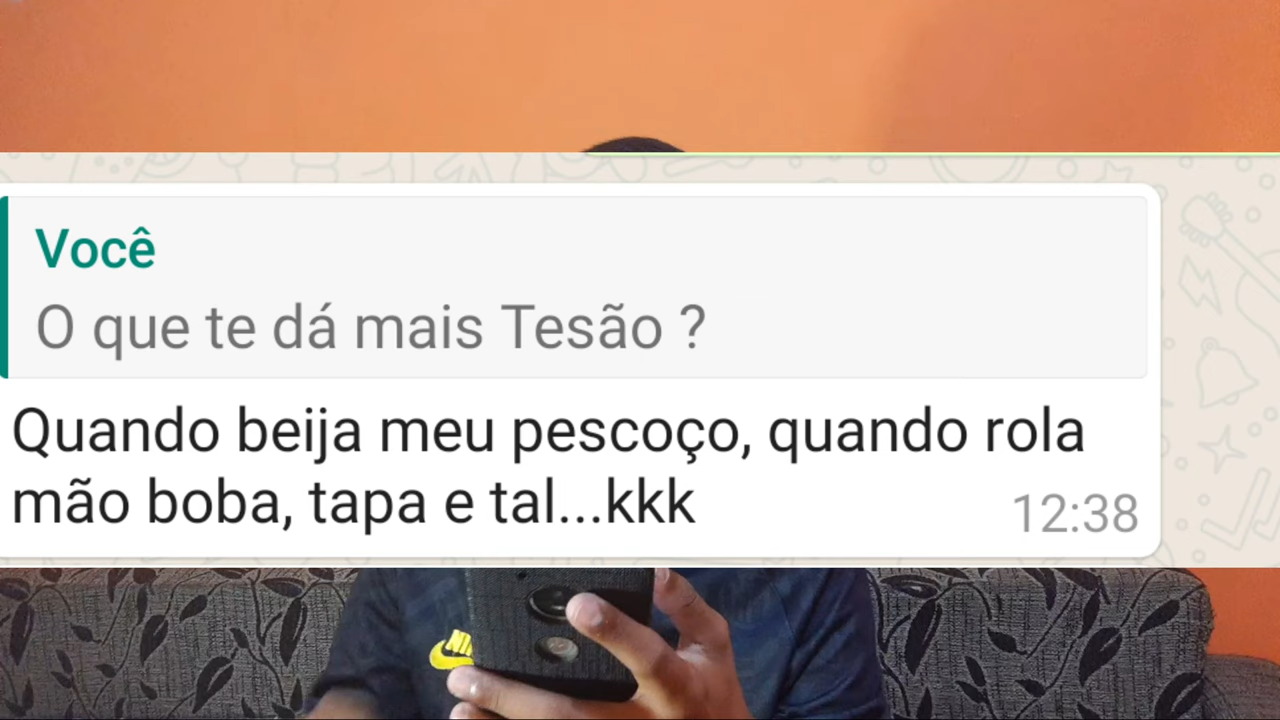 Você
O que te dá mais Tesão ?
Quando beija meu pescoço, quando rola
mão boba, tapa e tal...kkk
12:38